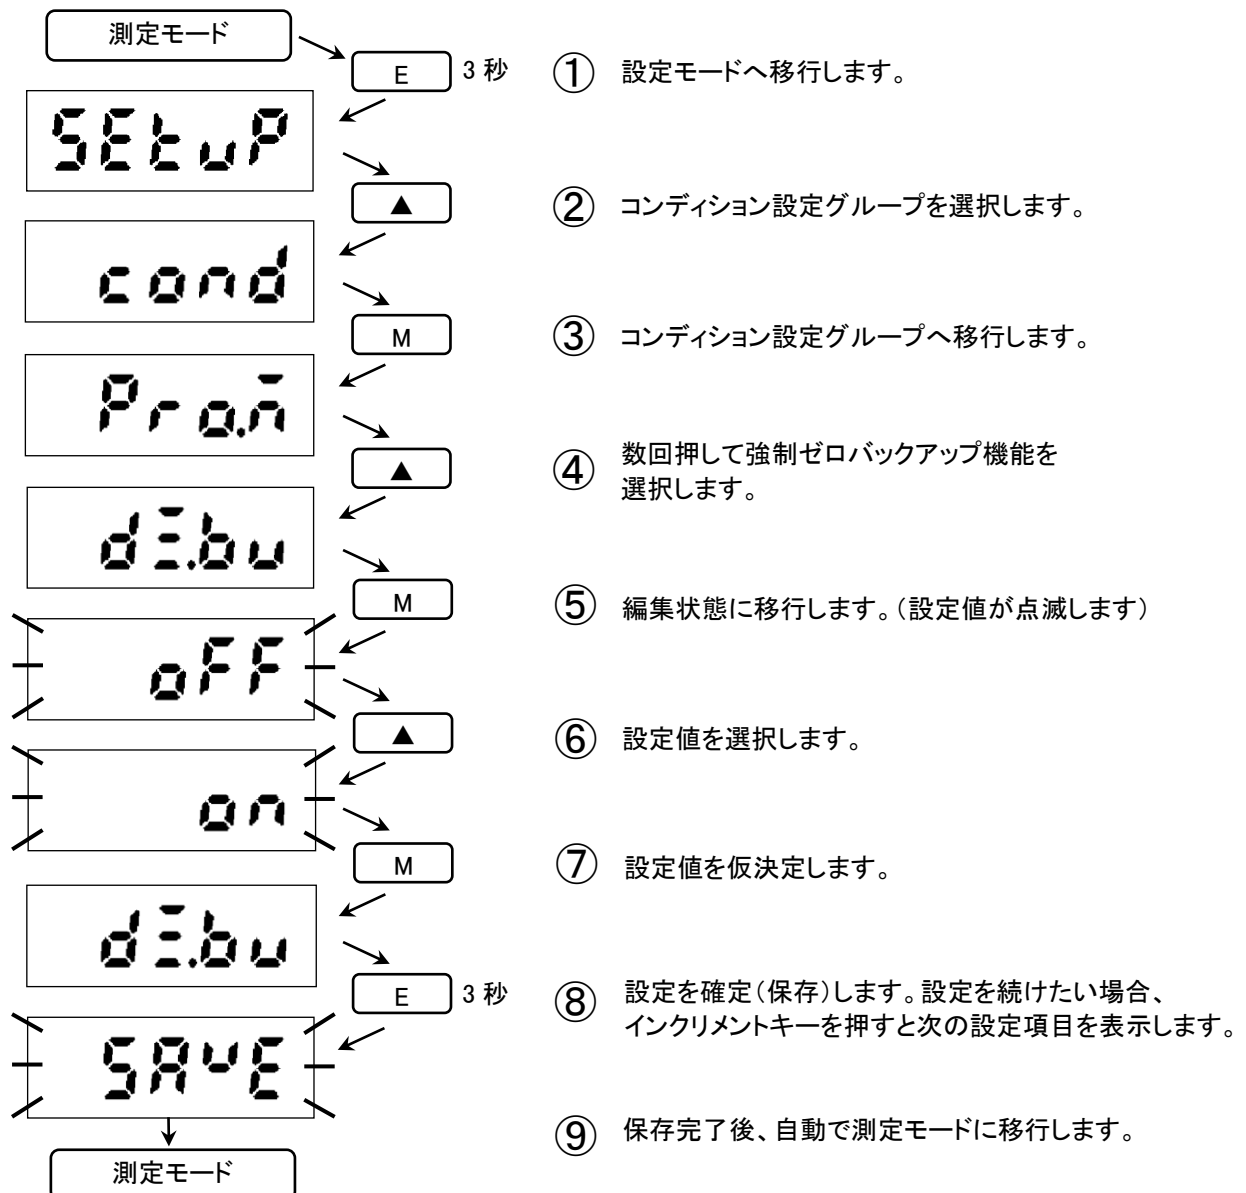 測定モード
E 3 秒 ① 設定モードへ移行します。
SEtuP
▲ ② コンディション設定グループを選択します。
cond
M ③ コンディション設定グループへ移行します。
▲ ④ 数回押して強制ゼロバックアップ機能を
選択します。
M ⑤ 編集状態に移行します。(設定値が点滅します)
oFF
▲ ⑥ 設定値を選択します。
on
M ⑦ 設定値を仮決定します。
E 3 秒 ⑧ 設定を確定(保存)します。設定を続けたい場合、
インクリメントキーを押すと次の設定項目を表示します。
SAvE
⑨ 保存完了後、自動で測定モードに移行します。
測定モード